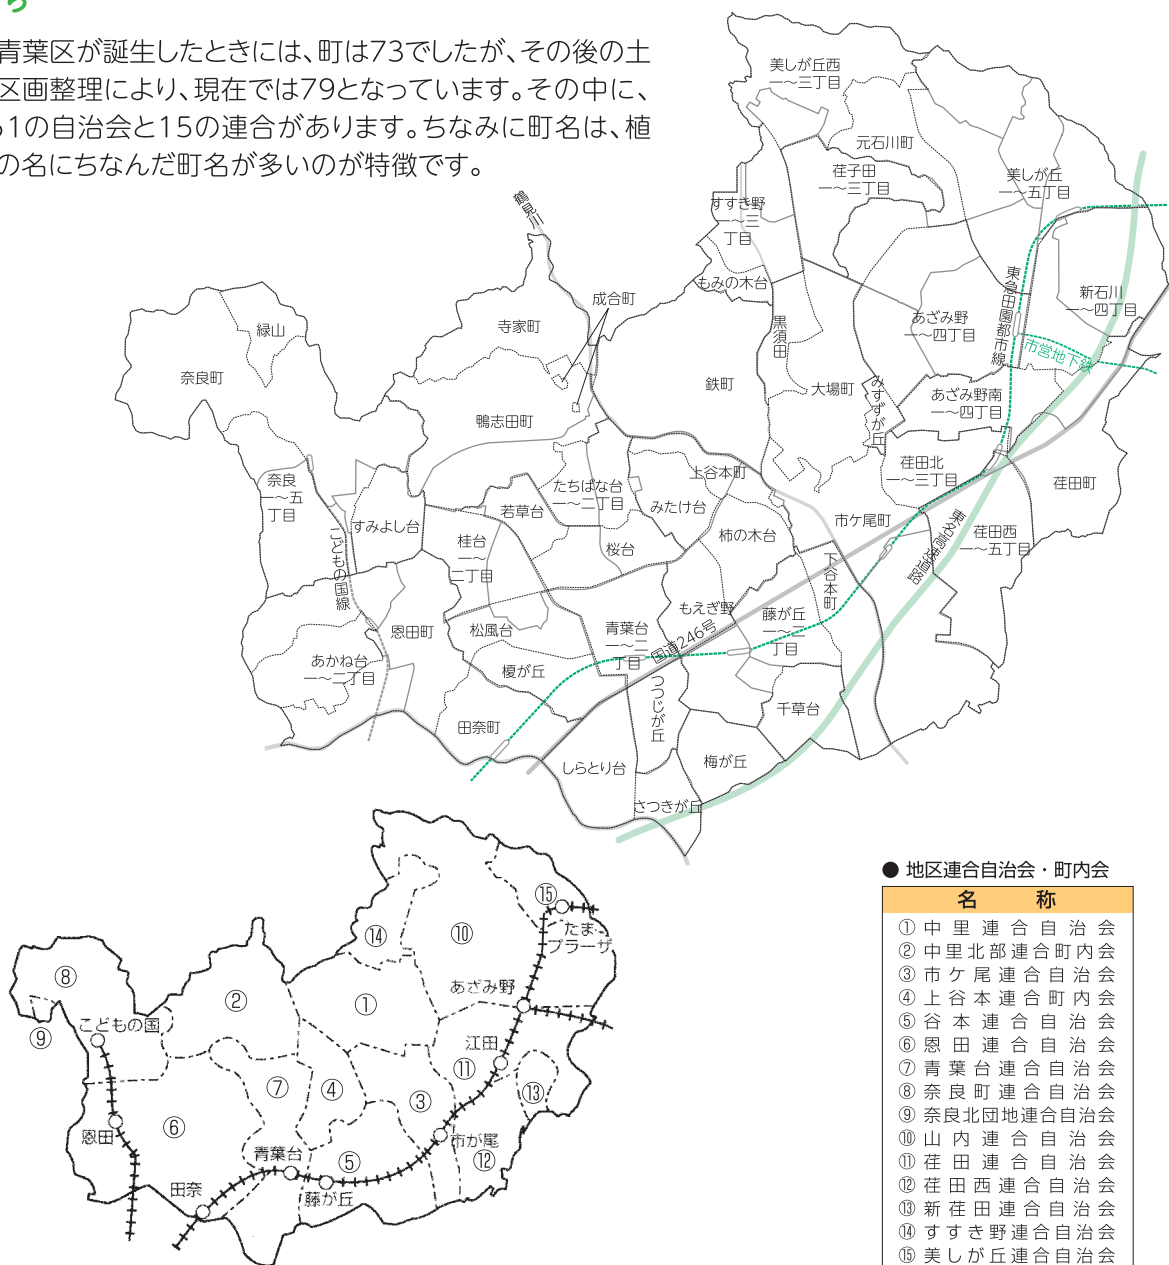 青葉区が誕生したときには、町は73でしたが、その後の土
区画整理により、現在では79となっています。その中に、
61の自治会と15の連合があります。ちなみに町名は、植
の名にちなんだ町名が多いのが特徴です。
美しが丘西
一〜三丁目
元石川町
荏子田
一〜三丁目
美しが丘
一〜五丁目
すすき野
一〜三
丁目
鶴見川
もみの木台
新石川
一〜四丁目
東急田園都市線
成合町
寺家町
黒須田
あざみ野
一〜四丁目
市営地下鉄
緑山
奈良町
鉄町
大場町
みすずが丘
あざみ野南
一〜四丁目
鴨志田町
上谷本町
荏田北
一〜三丁目
荏田町
奈良
一〜五
丁目
たちばな台
一〜二丁目
みたけ台
若草台
すみよし台
市ケ尾町
東名高速道路
荏田西
一〜五丁目
桂台
一〜
二丁目
桜台
柿の木台
こどもの国線
下谷本町
恩田町
松風台
青葉台
一〜二
丁目
もえぎ野
藤が丘
一〜二
丁目
国道246号
あかね台
一〜二丁目
榎が丘
つつじが丘
千草台
田奈町
しらとり台
梅が丘
さつきが丘
⑮
たま
プラーザ
⑭
⑩
⑧
②
①
あざみ野
⑨
こどもの国
江田
⑪
⑦
④
③
⑬
⑥
恩田
青葉台
⑤
市が尾
⑫
田奈
藤が丘
● 地区連合自治会・町内会
名 称
① 中里連合自治会
② 中里北部連合町内会
③ 市ケ尾連合自治会
④ 上谷本連合町内会
⑤ 谷本連合自治会
⑥ 恩田連合自治会
⑦ 青葉台連合自治会
⑧ 奈良町連合自治会
⑨ 奈良北団地連合自治会
⑩ 山内連合自治会
⑪ 荏田連合自治会
⑫ 荏田西連合自治会
⑬ 新荏田連合自治会
⑭ すすき野連合自治会
⑮ 美しが丘連合自治会